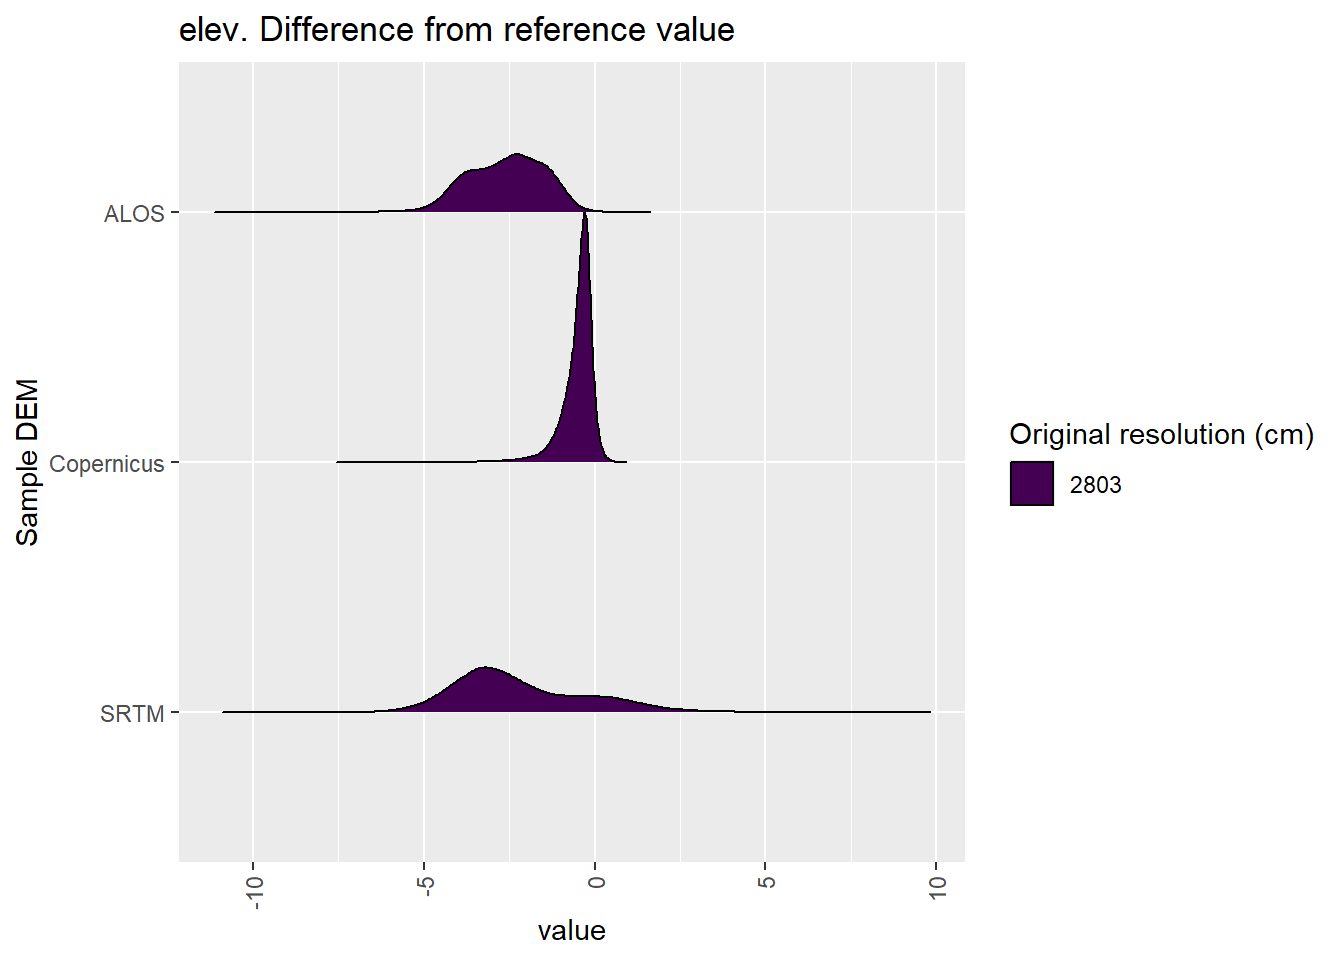 elev. Difference from reference value
ALOS
Copernicus
SRTM
Sample DEM
-10
-5
0
5
10
value
Original resolution (cm)
2803